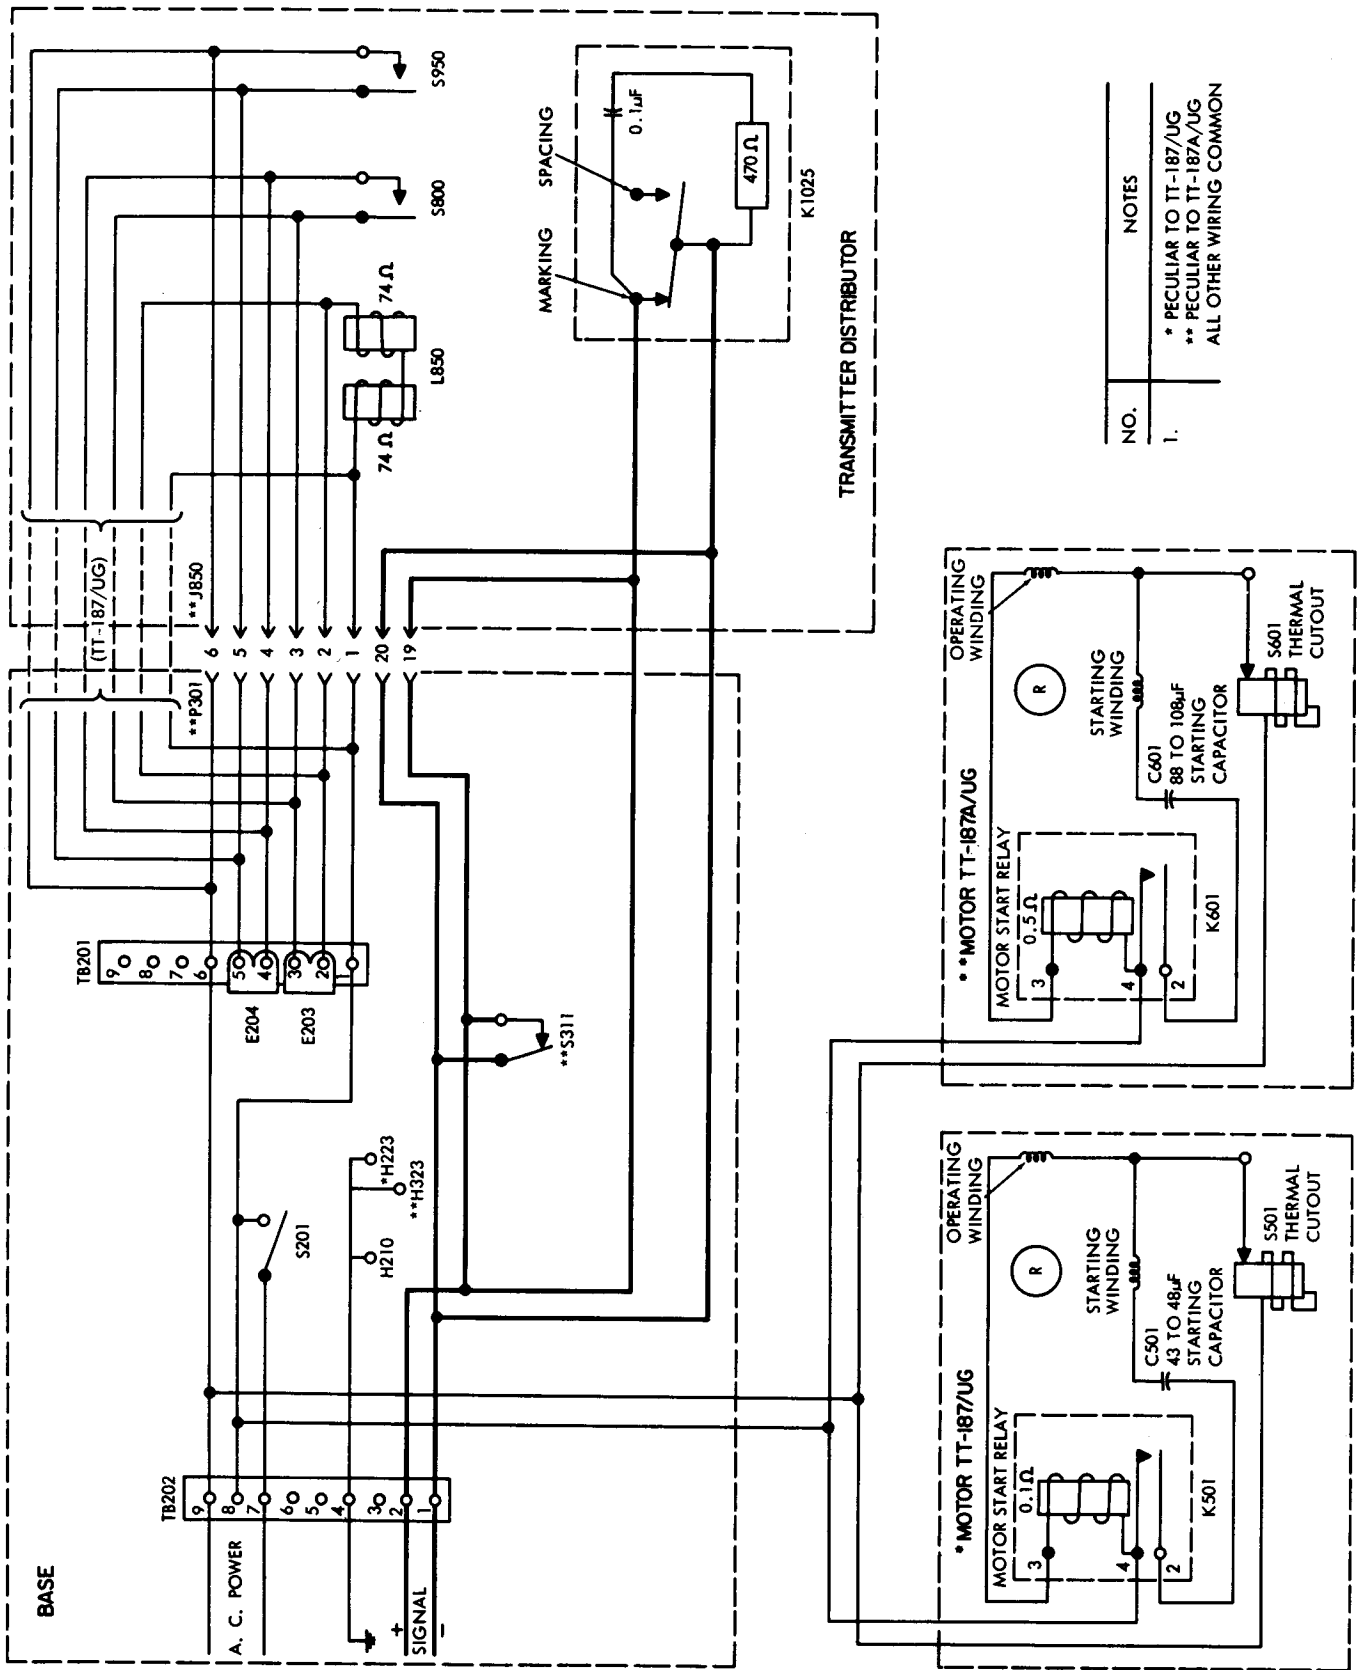 BASE
A. C. POWER
+
SIGNAL
–
TB202
9
8
7
6
5
4
3
2
1
S201
H210
*H223
**H323
**S311
TB201
9
8
7
6
5
4
3
2
1
E204
E203
**P301
(TT-187/UG)
**J850
6
5
4
3
2
1
20
19
TRANSMITTER DISTRIBUTOR
74 Ω
74 Ω
L850
S800
S950
MARKING
SPACING
0.1µF
470 Ω
K1025
*MOTOR TT-187/UG
MOTOR START RELAY
0.1Ω
3
4
2
K501
C501
43 TO 48µF
STARTING
CAPACITOR
STARTING
WINDING
R
OPERATING
WINDING
S501
THERMAL
CUTOUT
**MOTOR TT-187A/UG
MOTOR START RELAY
0.5Ω
3
4
2
K601
C601
88 TO 108µF
STARTING
CAPACITOR
STARTING
WINDING
R
OPERATING
WINDING
S601
THERMAL
CUTOUT
NO. NOTES
1. * PECULIAR TO TT-187/UG
** PECULIAR TO TT-187A/UG
ALL OTHER WIRING COMMON